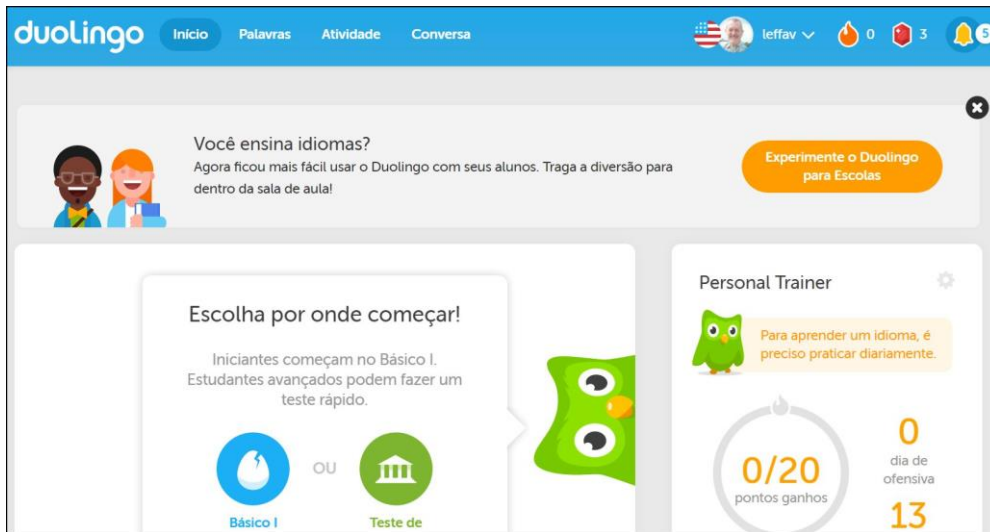 duolingo
Início
Palavras
Atividade
Conversa
leffav
0
3
5
Você ensina idiomas?
Agora ficou mais fácil usar o Duolingo com seus alunos. Traga a diversão para
dentro da sala de aula!
Experimente o Duolingo
para Escolas
Escolha por onde começar!
Iniciantes começam no Básico I.
Estudantes avançados podem fazer um
teste rápido.
OU
Básico I
Teste de
Personal Trainer
Para aprender um idioma, é
preciso praticar diariamente.
0/20
pontos ganhos
0
dia de
ofensiva
13